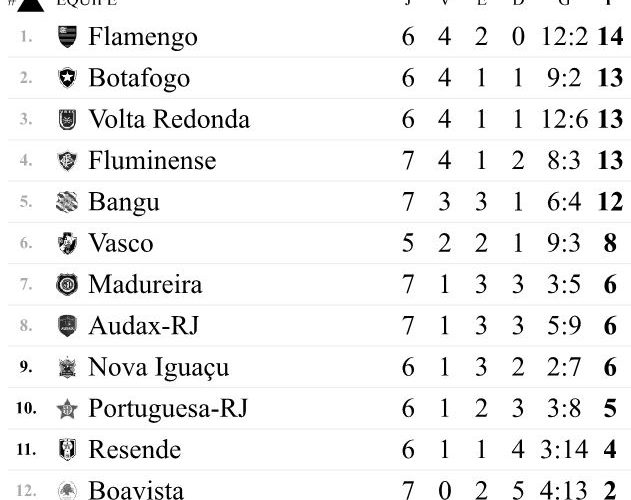 # EQUIPE J V E D G P
1. Flamengo 6 4 2 0 12:2 14
2. Botafogo 6 4 1 1 9:2 13
3. Volta Redonda 6 4 1 1 12:6 13
4. Fluminense 7 4 1 2 8:3 13
5. Bangu 7 3 3 1 6:4 12
6. Vasco 5 2 2 1 9:3 8
7. Madureira 7 1 3 3 3:5 6
8. Audax-RJ 7 1 3 3 5:9 6
9. Nova Iguaçu 6 1 3 2 2:7 6
10. Portuguesa-RJ 6 1 2 3 3:8 5
11. Resende 6 1 1 4 3:14 4
12. Boavista 7 0 2 5 4:13 2